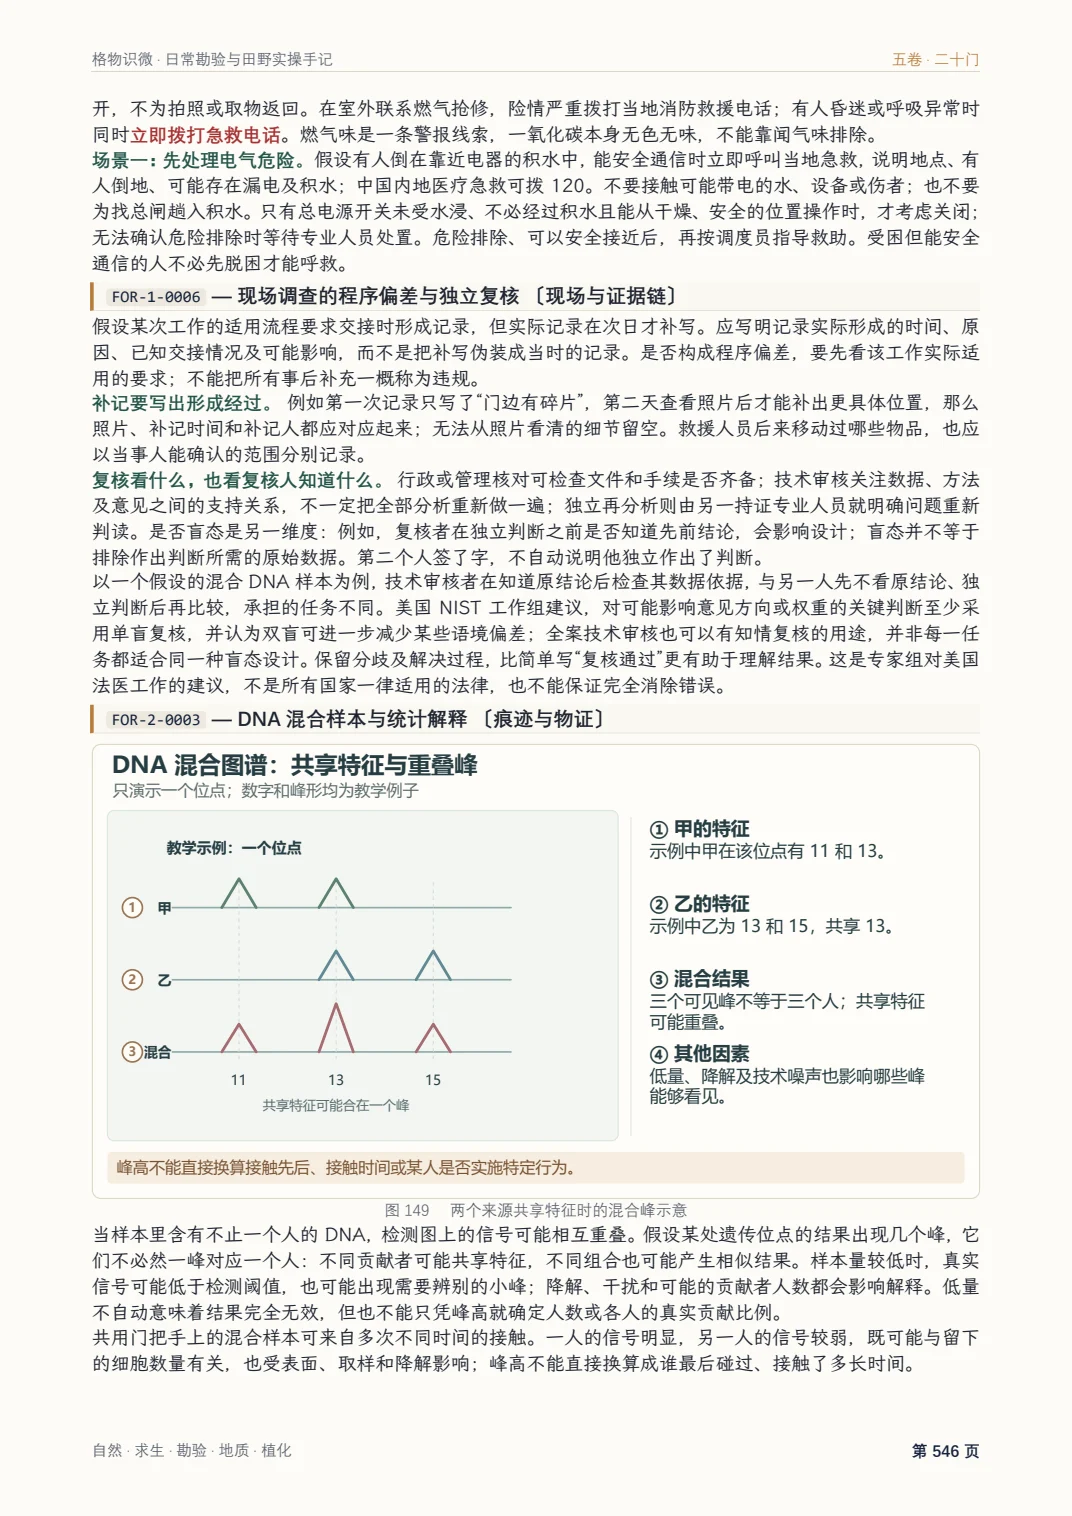 格物识微 · 日常勘验与田野实操手记
五卷 · 二十门
开，不为拍照或取物返回。在室外联系燃气抢修，险情严重拨打当地消防救援电话；有人昏迷或呼吸异常时
同时立即拨打急救电话。燃气味是一条警报线索，一氧化碳本身无色无味，不能靠闻气味排除。
场景一：先处理电气危险。假设有人倒在靠近电器的积水中，能安全通信时立即呼叫当地急救，说明地点、有
人倒地、可能存在漏电及积水；中国内地医疗急救可拨 120。不要接触可能带电的水、设备或伤者；也不要
为找总闸趟入积水。只有总电源开关未受水浸、不必经过积水且能从干燥、安全的位置操作时，才考虑关闭；
无法确认危险排除时等待专业人员处置。危险排除、可以安全接近后，再按调度员指导救助。受困但能安全
通信的人不必先脱困才能呼救。
FOR-1-0006 — 现场调查的程序偏差与独立复核 〔现场与证据链〕
假设某次工作的适用流程要求交接时形成记录，但实际记录在次日才补写。应写明记录实际形成的时间、原
因、已知交接情况及可能影响，而不是把补写伪装成当时的记录。是否构成程序偏差，要先看该工作实际适
用的要求；不能把所有事后补充一概称为违规。
补记要写出形成经过。 例如第一次记录只写了“门边有碎片”，第二天查看照片后才能补出更具体位置，那么
照片、补记时间和补记人都应对应起来；无法从照片看清的细节留空。救援人员后来移动过哪些物品，也应
以当事人能确认的范围分别记录。
复核看什么，也看复核人知道什么。 行政或管理核对可检查文件和手续是否齐备；技术审核关注数据、方法
及意见之间的支持关系，不一定把全部分析重新做一遍；独立再分析则由另一持证专业人员就明确问题重新
判读。是否盲态是另一维度：例如，复核者在独立判断之前是否知道先前结论，会影响设计；盲态并不等于
排除作出判断所需的原始数据。第二个人签了字，不自动说明他独立作出了判断。
以一个假设的混合 DNA 样本为例，技术审核者在知道原结论后检查其数据依据，与另一人先不看原结论、独
立判断后再比较，承担的任务不同。美国 NIST 工作组建议，对可能影响意见方向或权重的关键判断至少采
用单盲复核，并认为双盲可进一步减少某些语境偏差；全案技术审核也可以有知情复核的用途，并非每一任
务都适合同一种盲态设计。保留分歧及解决过程，比简单写“复核通过”更有助于理解结果。这是专家组对美国
法医工作的建议，不是所有国家一律适用的法律，也不能保证完全消除错误。
FOR-2-0003 — DNA 混合样本与统计解释 〔痕迹与物证〕
DNA 混合图谱：共享特征与重叠峰
只演示一个位点；数字和峰形均为教学例子
教学示例：一个位点
① 甲
② 乙
③ 混合
11 13 15
共享特征可能合在一个峰
① 甲的特征
示例中甲在该位点有 11 和 13。
② 乙的特征
示例中乙为 13 和 15，共享 13。
③ 混合结果
三个可见峰不等于三个人；共享特征
可能重叠。
④ 其他因素
低量、降解及技术噪声也影响哪些峰
能够看见。
峰高不能直接换算接触先后、接触时间或某人是否实施特定行为。
图 149 两个来源共享特征时的混合峰示意
当样本里含有不止一个人的 DNA，检测图上的信号可能相互重叠。假设某处遗传位点的结果出现几个峰，它
们不必然一峰对应一个人：不同贡献者可能共享特征，不同组合也可能产生相似结果。样本量较低时，真实
信号可能低于检测阈值，也可能出现需要辨别的小峰；降解、干扰和可能的贡献者人数都会影响解释。低量
不自动意味着结果完全无效，但也不能只凭峰高就确定人数或各人的真实贡献比例。
共用门把手上的混合样本可来自多次不同时间的接触。一人的信号明显，另一人的信号较弱，既可能与留下
的细胞数量有关，也受表面、取样和降解影响；峰高不能直接换算成谁最后碰过、接触了多长时间。
自然 · 求生 · 勘验 · 地质 · 植化
第 546 页